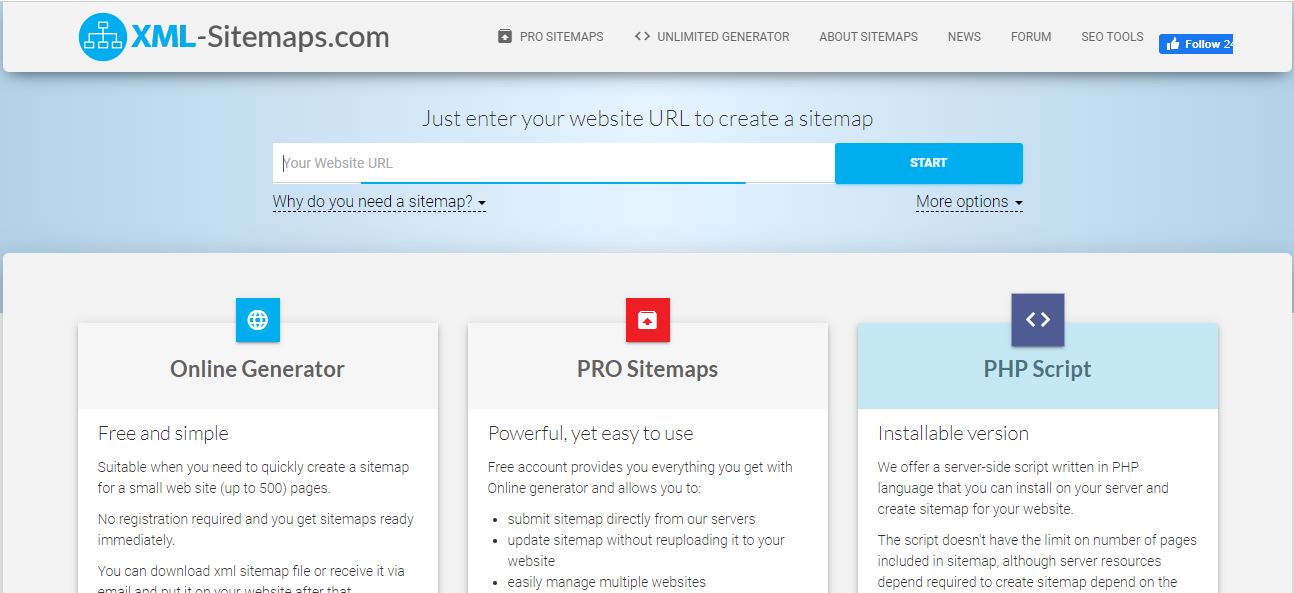 XML-Sitemaps.com
PRO SITEMAPS
UNLIMITED GENERATOR
ABOUT SITEMAPS
NEWS
FORUM
SEO TOOLS
Follow 24
Just enter your website URL to create a sitemap
Your Website URL
START
Why do you need a sitemap?
More options
Online Generator
Free and simple
Suitable when you need to quickly create a sitemap
for a small web site (up to 500) pages.
No registration required and you get sitemaps ready
immediately.
You can download xml sitemap file or receive it via
email and put it on your website after that.
PRO Sitemaps
Powerful, yet easy to use
Free account provides you everything you get with
Online generator and allows you to:
• submit sitemap directly from our servers
• update sitemap without reuploading it to your
website
• easily manage multiple websites
PHP Script
Installable version
We offer a server-side script written in PHP
language that you can install on your server and
create sitemap for your website.
The script doesn't have the limit on number of pages
included in sitemap, although server resources
depend required to create sitemap depend on the